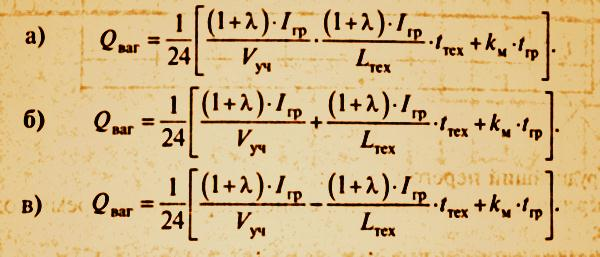 а) Q_ваг = 1/24 [ ((1+λ)·I_гр)/V_уч · ((1+λ)·I_гр)/L_тех · t_тех + k_м · t_гр ].
б) Q_ваг = 1/24 [ ((1+λ)·I_гр)/V_уч + ((1+λ)·I_гр)/L_тех · t_тех + k_м · t_гр ].
в) Q_ваг = 1/24 [ ((1+λ)·I_гр)/V_уч − ((1+λ)·I_гр)/L_тех · t_тех + k_м · t_гр ].